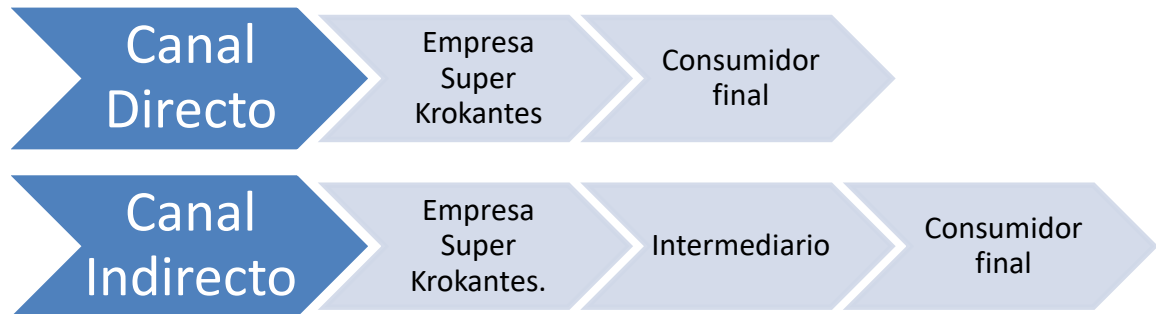 Canal
Directo
Empresa
Super
Krokantes
Consumidor
final
Canal
Indirecto
Empresa
Super
Krokantes.
Intermediario
Consumidor
final